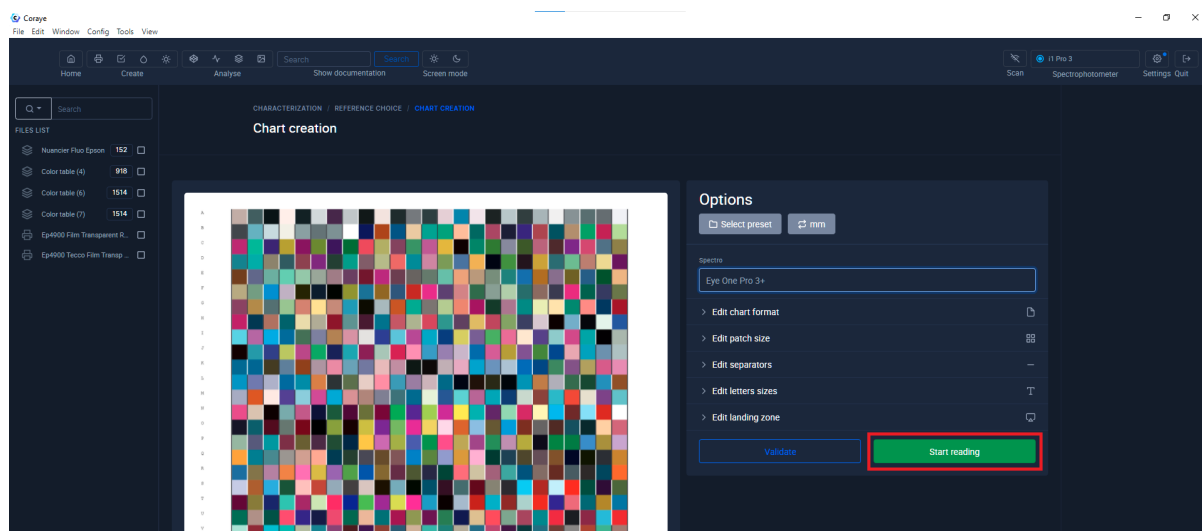 Coraye
File Edit Window Config Tools View
Search Search
Home Create Analyse Show documentation Screen mode
i1 Pro 3
Scan Spectrophotometer Settings Quit
Search
FILES LIST
Nuancier Fluo Epson 152
Color table (4) 918
Color table (6) 1514
Color table (7) 1514
Ep4900 Film Transparent R...
Ep4900 Tecco Film Transp ...
CHARACTERIZATION / REFERENCE CHOICE / CHART CREATION
Chart creation
Options
Select preset mm
Spectro
Eye One Pro 3+
> Edit chart format
> Edit patch size
> Edit separators
> Edit letters sizes
> Edit landing zone
Validate Start reading